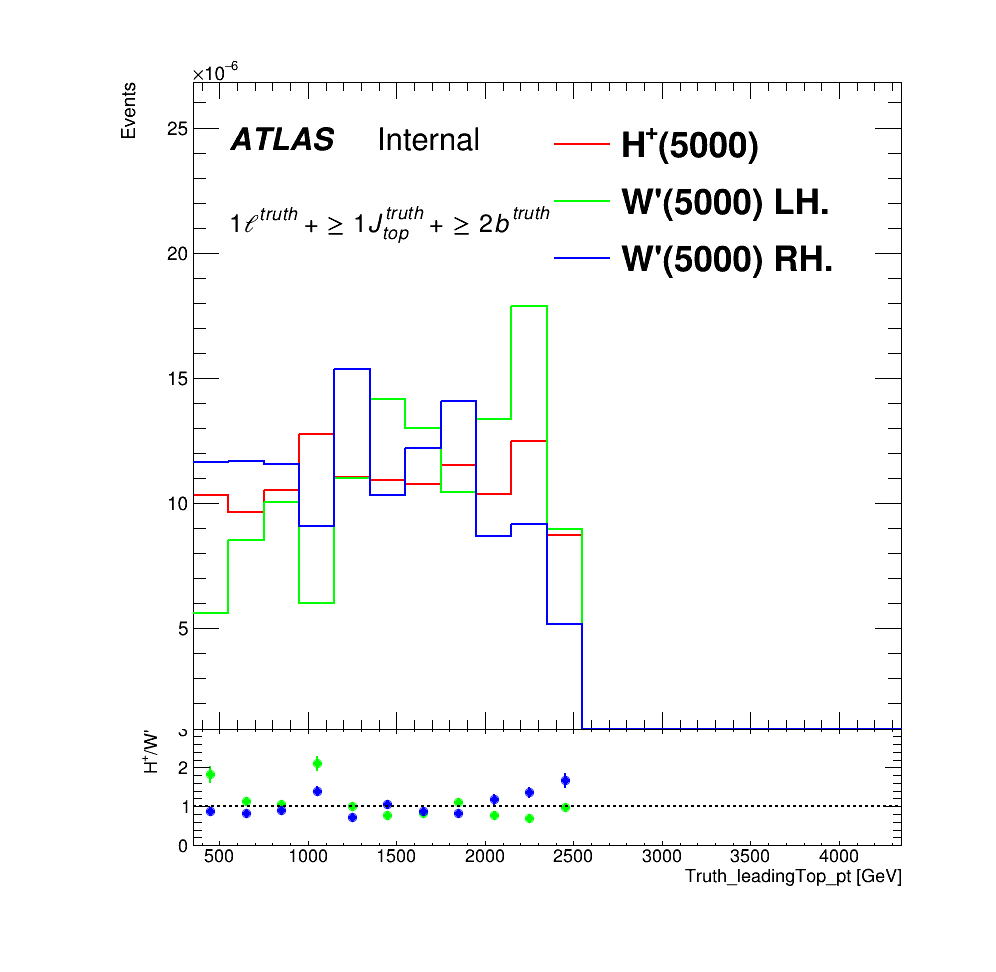 ×10⁻⁶
Events
25
20
15
10
5
ATLAS Internal
1ℓ^truth + ≥ 1J_top^truth + ≥ 2b^truth
H⁺(5000)
W'(5000) LH.
W'(5000) RH.
H⁺/W'
3
2
1
0
500 1000 1500 2000 2500 3000 3500 4000
Truth_leadingTop_pt [GeV]